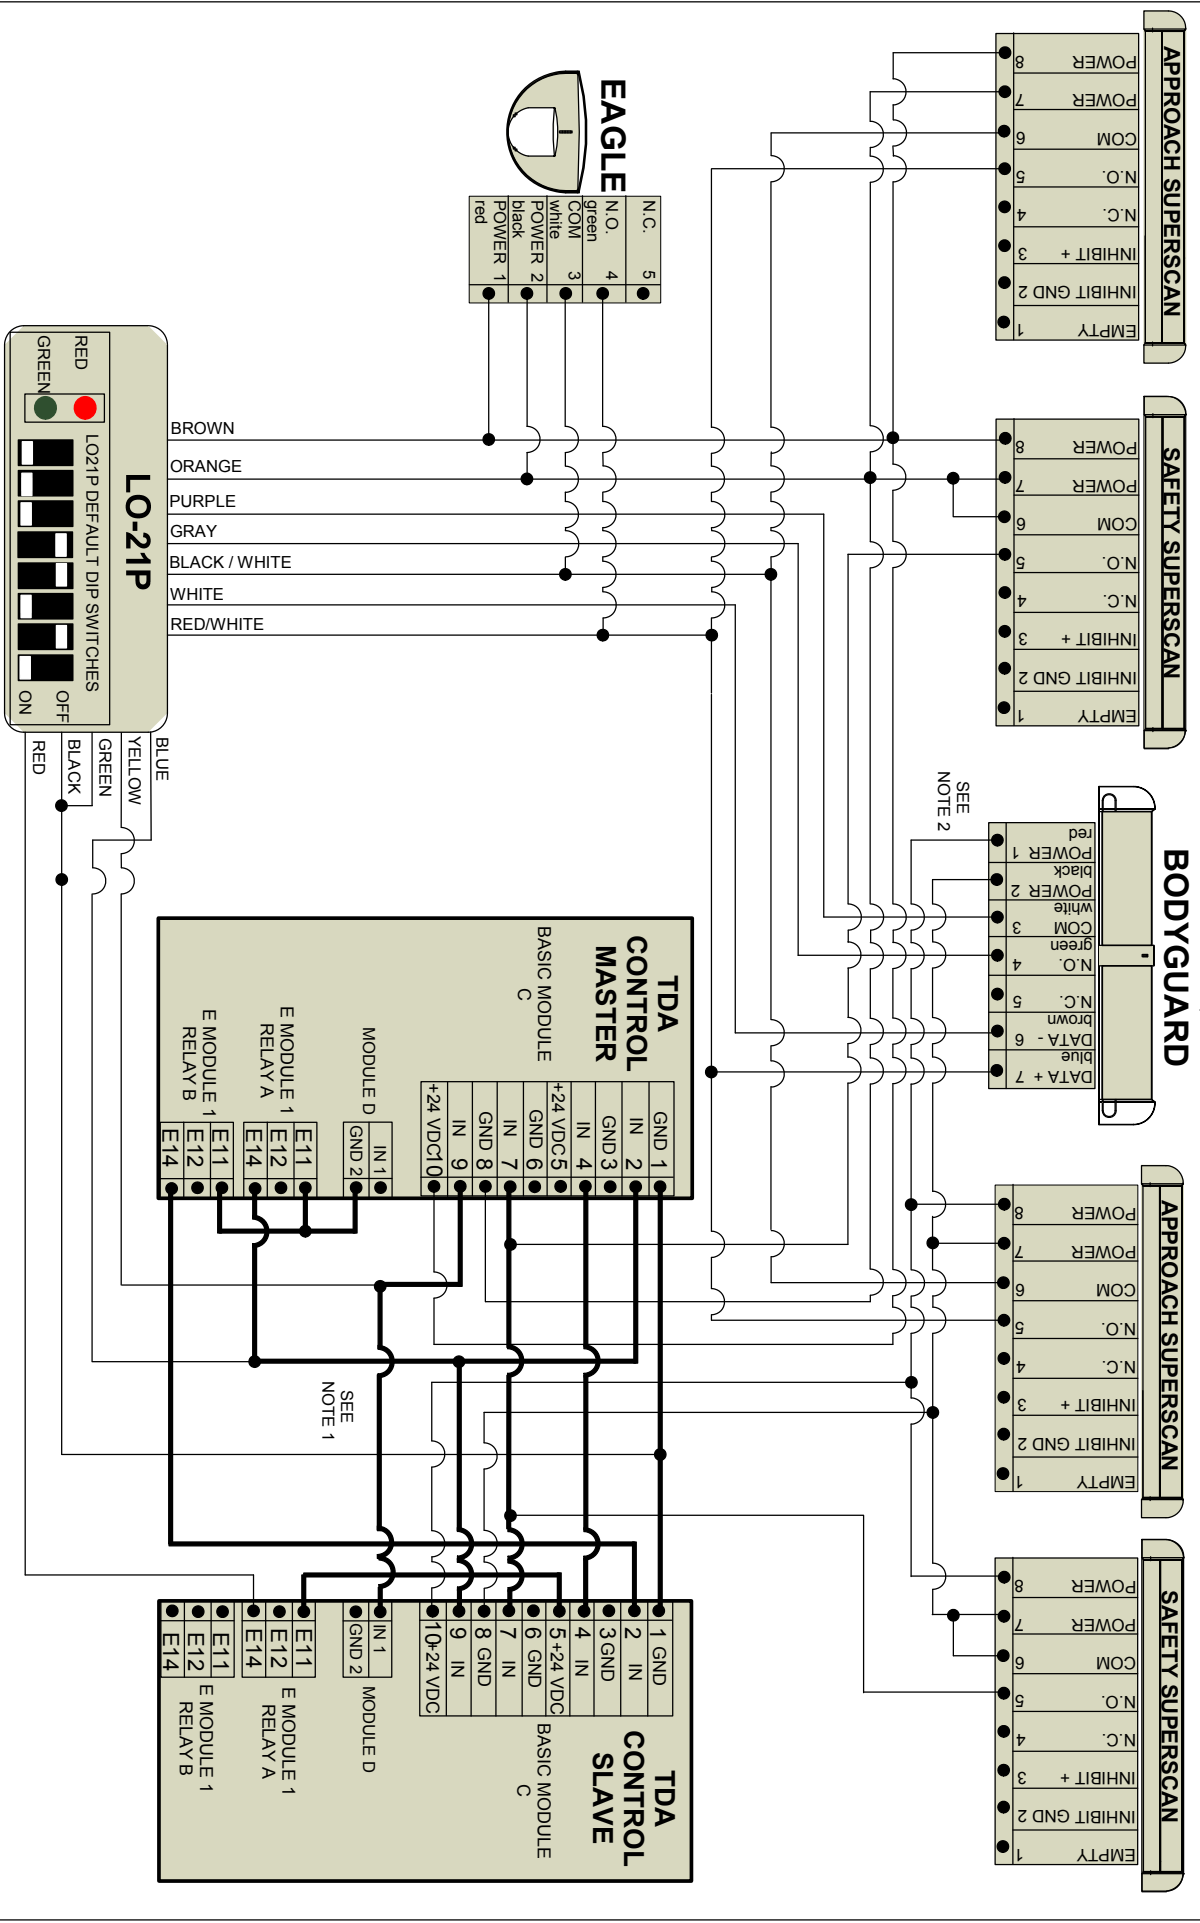 APPROACH SUPERSCAN
8 POWER
7 POWER
6 COM
5 N.O.
4 N.C.
3 INHIBIT +
INHIBIT GND 2
1 EMPTY
SAFETY SUPERSCAN
8 POWER
7 POWER
6 COM
5 N.O.
4 N.C.
3 INHIBIT +
INHIBIT GND 2
1 EMPTY
BODYGUARD
red
POWER 1
black
POWER 2
white
COM 3
green
N.O. 4
N.C. 5
brown
DATA - 6
blue
DATA + 7
SEE
NOTE 2
APPROACH SUPERSCAN
8 POWER
7 POWER
6 COM
5 N.O.
4 N.C.
3 INHIBIT +
INHIBIT GND 2
1 EMPTY
SAFETY SUPERSCAN
8 POWER
7 POWER
6 COM
5 N.O.
4 N.C.
3 INHIBIT +
INHIBIT GND 2
1 EMPTY
EAGLE
N.C. 5
N.O. 4
green
COM 3
white
POWER 2
black
POWER 1
red
BROWN
ORANGE
PURPLE
GRAY
BLACK / WHITE
WHITE
RED/WHITE
LO-21P
LO21P DEFAULT DIP SWITCHES
RED
GREEN
OFF
ON
BLUE
YELLOW
GREEN
BLACK
RED
TDA
CONTROL
MASTER
BASIC MODULE
C
GND 1
IN 2
GND 3
IN 4
+24 VDC 5
GND 6
IN 7
GND 8
IN 9
+24 VDC 10
MODULE D
IN 1
GND 2
E MODULE 1
RELAY A
E11
E12
E14
E MODULE 1
RELAY B
E11
E12
E14
SEE
NOTE 1
TDA
CONTROL
SLAVE
BASIC MODULE
C
1 GND
2 IN
3 GND
4 IN
5 +24 VDC
6 GND
7 IN
8 GND
9 IN
10 +24 VDC
MODULE D
IN 1
GND 2
E MODULE 1
RELAY A
E11
E12
E14
E MODULE 1
RELAY B
E11
E12
E14